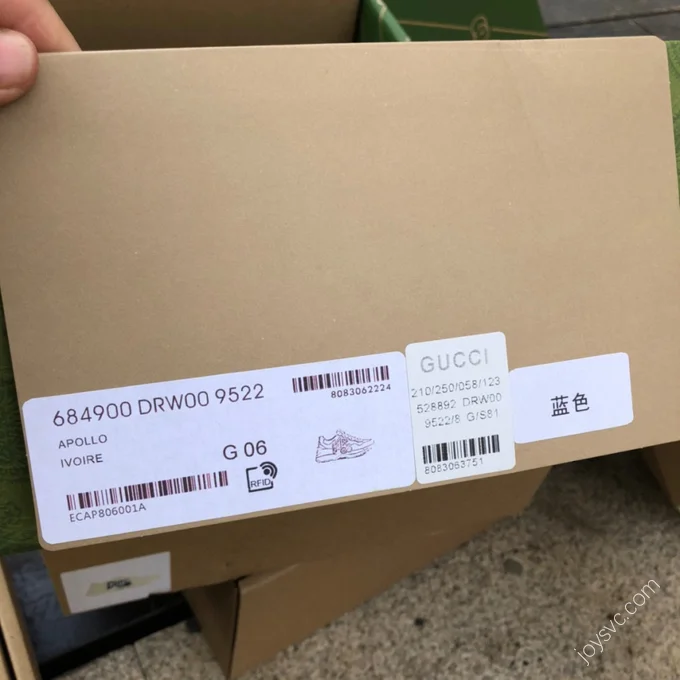 684900 DRW00 9522
8083062224
APOLLO
IVOIRE
G 06
RFID
ECAP806001A
GUCCI
210/250/058/123
528892 DRW00
9522/8 G/S81
8083063751
蓝色
joysvc.com